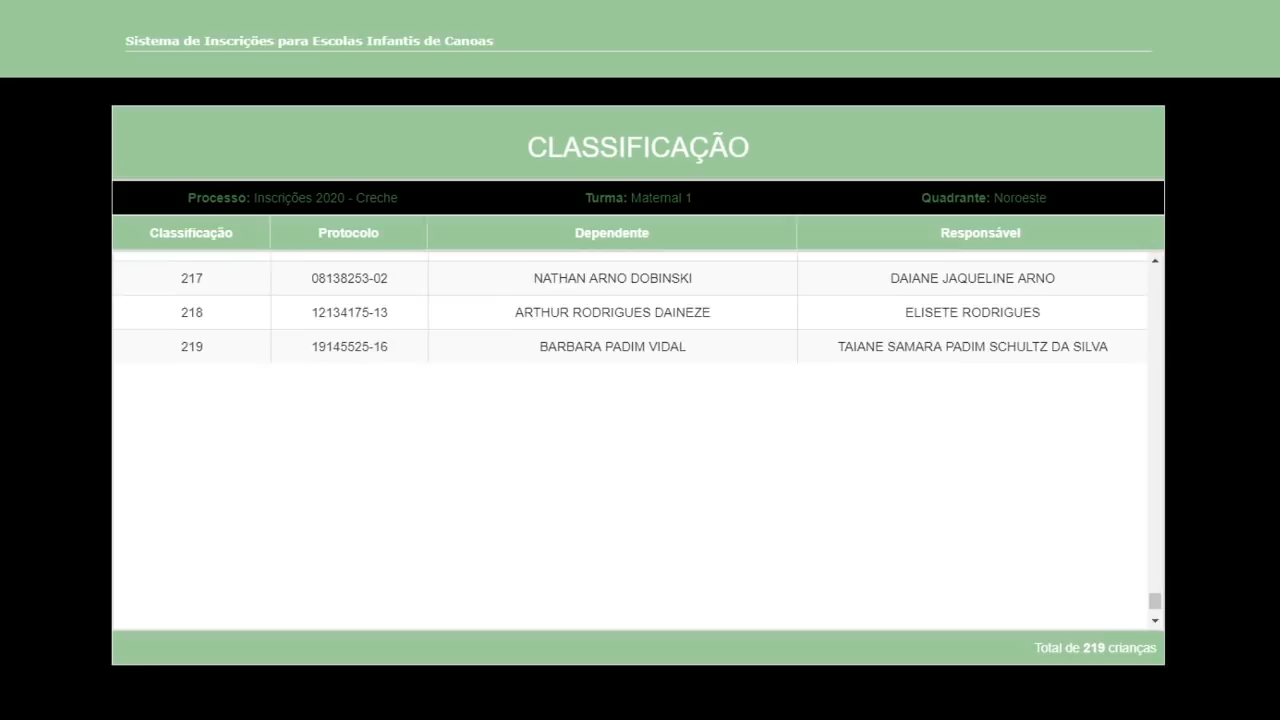 Sistema de Inscrições para Escolas Infantis de Canoas
CLASSIFICAÇÃO
Processo: Inscrições 2020 - Creche Turma: Maternal 1 Quadrante: Noroeste
Classificação Protocolo Dependente Responsável
217 08138253-02 NATHAN ARNO DOBINSKI DAIANE JAQUELINE ARNO
218 12134175-13 ARTHUR RODRIGUES DAINEZE ELISETE RODRIGUES
219 19145525-16 BARBARA PADIM VIDAL TAIANE SAMARA PADIM SCHULTZ DA SILVA
Total de 219 crianças